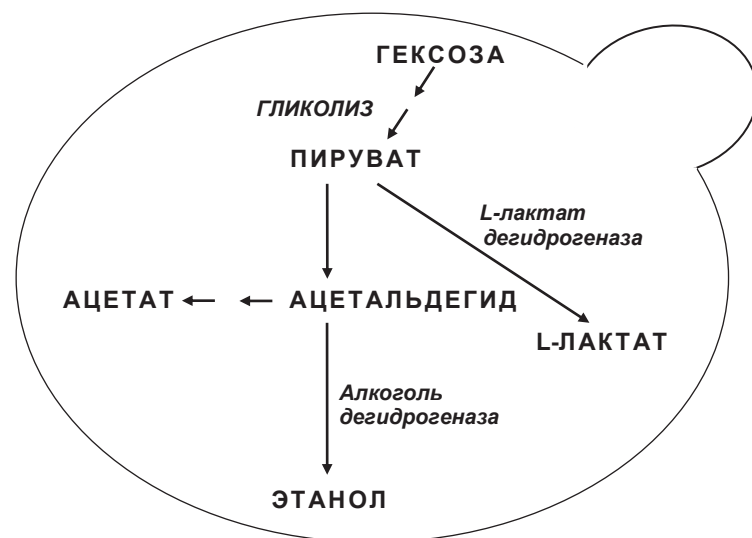 ГЕКСОЗА
ГЛИКОЛИЗ
ПИРУВАТ
L-лактат
дегидрогеназа
АЦЕТАТ
АЦЕТАЛЬДЕГИД
L-ЛАКТАТ
Алкоголь
дегидрогеназа
ЭТАНОЛ